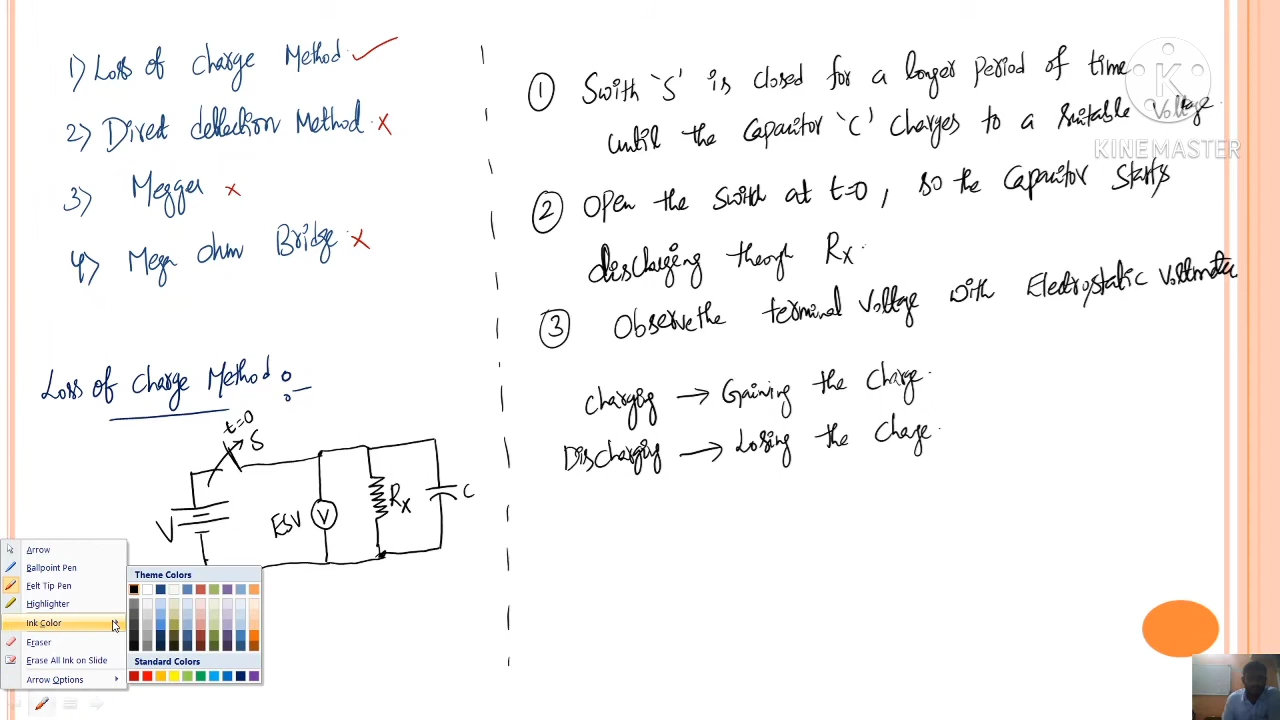 1) Loss of charge Method
2) Direct deflection Method x
3) Megger x
4) Mega ohm Bridge x
Loss of Charge Method :-
t=0
S
V
ESV
V
Rx
C
Arrow
Ballpoint Pen
Felt Tip Pen
Highlighter
Ink Color
Eraser
Erase All Ink on Slide
Arrow Options
Theme Colors
Standard Colors
① Swith 'S' is closed for a longer Period of time
until the Capacitor 'C' Charges to a Suitable Voltage.
② Open the Switch at t=0, so the Capacitor Starts
discharging through Rx.
③ Observe the terminal Voltage with Electrostatic Voltmeter
Charging → Gaining the Charge.
Discharging → Losing the Charge.
K
KINEMASTER